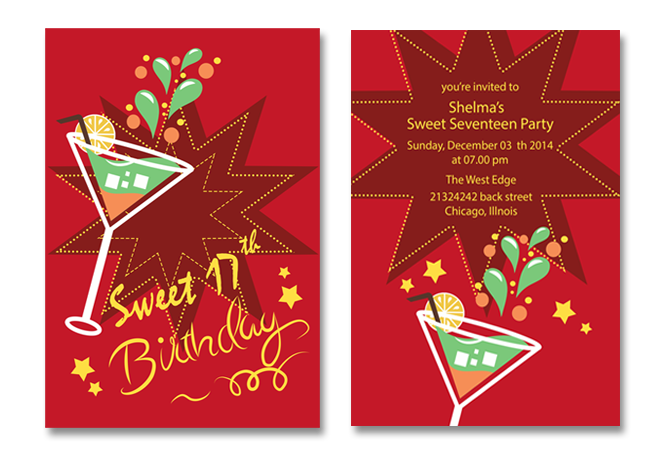 Sweet 17th
Birthday
you're invited to
Shelma's
Sweet Seventeen Party
Sunday, December 03 th 2014
at 07.00 pm
The West Edge
21324242 back street
Chicago, Illnois